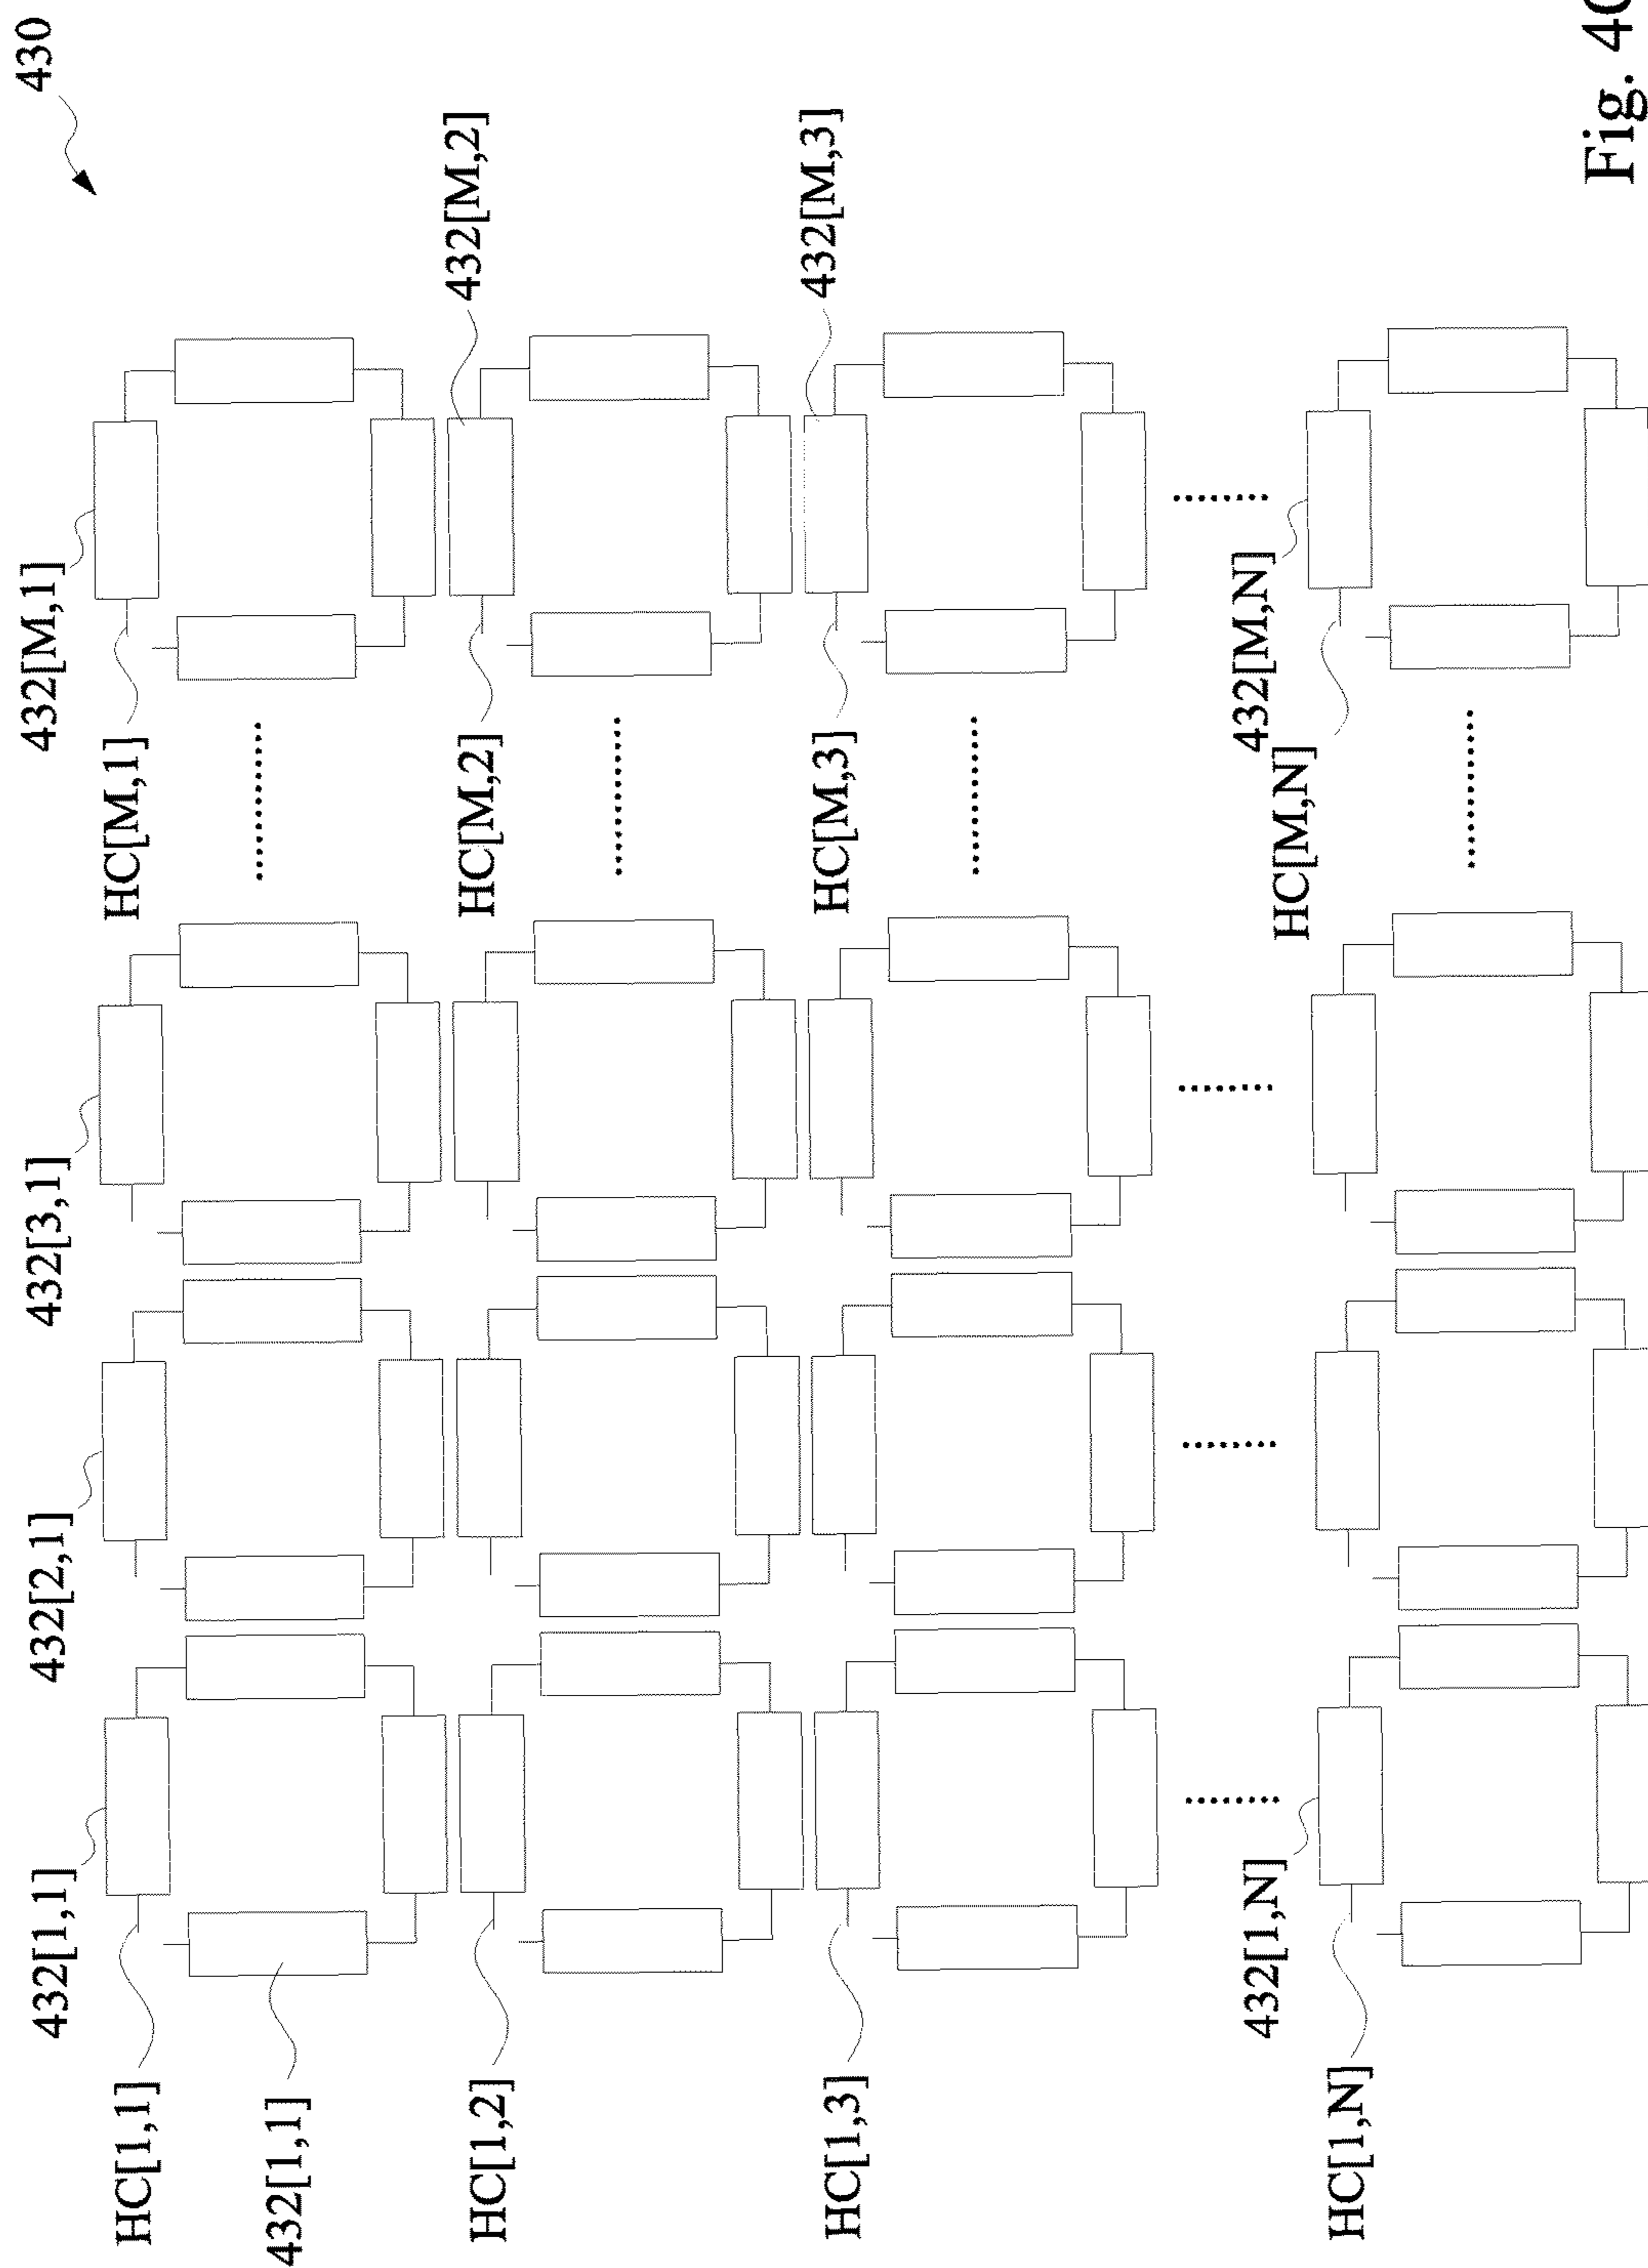 430
432[1,1]
432[2,1]
432[3,1]
432[M,1]
HC[1,1]
HC[M,1]
432[1,1]
HC[1,2]
HC[M,2]
432[M,2]
HC[1,3]
HC[M,3]
432[M,3]
432[1,N]
432[M,N]
HC[1,N]
HC[M,N]
Fig.